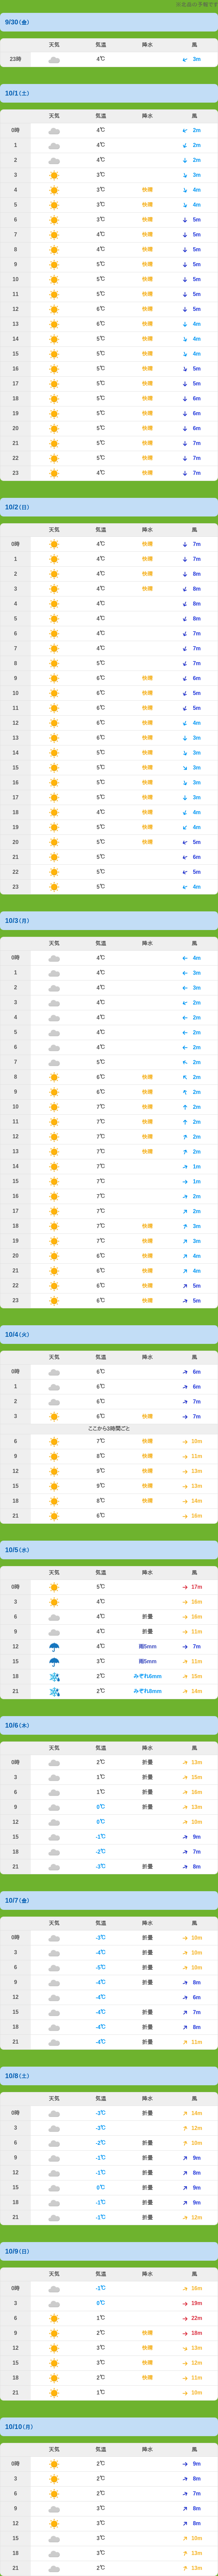 9/30(金)
天気 気温 降水 風
23時 4℃ 3m
10/1(土)
天気 気温 降水 風
0時 4℃ 2m
1 4℃ 2m
2 4℃ 2m
3 3℃ 3m
4 3℃ 快晴 4m
5 3℃ 快晴 4m
6 3℃ 快晴 5m
7 4℃ 快晴 5m
8 4℃ 快晴 5m
9 5℃ 快晴 5m
10 5℃ 快晴 5m
11 5℃ 快晴 5m
12 6℃ 快晴 5m
13 6℃ 快晴 4m
14 5℃ 快晴 4m
15 5℃ 快晴 4m
16 5℃ 快晴 5m
17 5℃ 快晴 5m
18 5℃ 快晴 6m
19 5℃ 快晴 6m
20 5℃ 快晴 6m
21 5℃ 快晴 7m
22 5℃ 快晴 7m
23 4℃ 快晴 7m
10/2(日)
天気 気温 降水 風
0時 4℃ 快晴 7m
1 4℃ 快晴 7m
2 4℃ 快晴 8m
3 4℃ 快晴 8m
4 4℃ 8m
5 4℃ 8m
6 4℃ 7m
7 4℃ 7m
8 5℃ 7m
9 6℃ 快晴 6m
10 6℃ 快晴 5m
11 6℃ 快晴 5m
12 6℃ 快晴 4m
13 6℃ 快晴 3m
14 5℃ 快晴 3m
15 5℃ 快晴 3m
16 5℃ 快晴 3m
17 5℃ 快晴 3m
18 4℃ 快晴 4m
19 5℃ 快晴 4m
20 5℃ 快晴 5m
21 5℃ 6m
22 5℃ 5m
23 5℃ 4m
10/3(月)
天気 気温 降水 風
0時 4℃ 4m
1 4℃ 3m
2 4℃ 3m
3 4℃ 2m
4 4℃ 2m
5 4℃ 2m
6 4℃ 2m
7 5℃ 2m
8 6℃ 快晴 2m
9 6℃ 快晴 2m
10 7℃ 快晴 2m
11 7℃ 快晴 2m
12 7℃ 快晴 2m
13 7℃ 快晴 2m
14 7℃ 1m
15 7℃ 1m
16 7℃ 2m
17 7℃ 2m
18 7℃ 快晴 3m
19 7℃ 快晴 3m
20 6℃ 快晴 4m
21 6℃ 快晴 4m
22 6℃ 快晴 5m
23 6℃ 快晴 5m
10/4(火)
天気 気温 降水 風
0時 6℃ 6m
1 6℃ 6m
2 6℃ 7m
3 6℃ 快晴 7m
ここから3時間ごと
6 7℃ 快晴 10m
9 8℃ 快晴 11m
12 9℃ 快晴 13m
15 9℃ 快晴 13m
18 8℃ 快晴 14m
21 6℃ 16m
10/5(水)
天気 気温 降水 風
0時 5℃ 17m
3 4℃ 16m
6 4℃ 折曇 10m
9 4℃ 折曇 11m
12 4℃ 雨5mm 7m
15 3℃ 雨5mm 11m
18 2℃ みぞれ6mm 15m
21 2℃ みぞれ8mm 14m
10/6(木)
天気 気温 降水 風
0時 2℃ 折曇 13m
3 1℃ 折曇 15m
6 1℃ 折曇 16m
9 0℃ 折曇 13m
12 0℃ 10m
15 -1℃ 9m
18 -2℃ 7m
21 -3℃ 折曇 8m
10/7(金)
天気 気温 降水 風
0時 -3℃ 折曇 10m
3 -4℃ 折曇 10m
6 -5℃ 折曇 10m
9 -4℃ 折曇 8m
12 -4℃ 6m
15 -4℃ 折曇 7m
18 -4℃ 折曇 8m
21 -4℃ 折曇 11m
10/8(土)
天気 気温 降水 風
0時 -3℃ 折曇 14m
3 -3℃ 12m
6 -2℃ 折曇 10m
9 -1℃ 折曇 9m
12 -1℃ 折曇 8m
15 0℃ 折曇 9m
18 -1℃ 折曇 9m
21 -1℃ 折曇 12m
10/9(日)
天気 気温 降水 風
0時 -1℃ 16m
3 0℃ 19m
6 1℃ 22m
9 2℃ 快晴 18m
12 3℃ 快晴 15m
15 3℃ 快晴 12m
18 2℃ 快晴 11m
21 1℃ 10m
10/10(月)
天気 気温 降水 風
0時 2℃ 9m
3 2℃ 8m
6 2℃ 7m
9 3℃ 8m
12 3℃ 8m
15 3℃ 10m
18 3℃ 12m
21 2℃ 13m